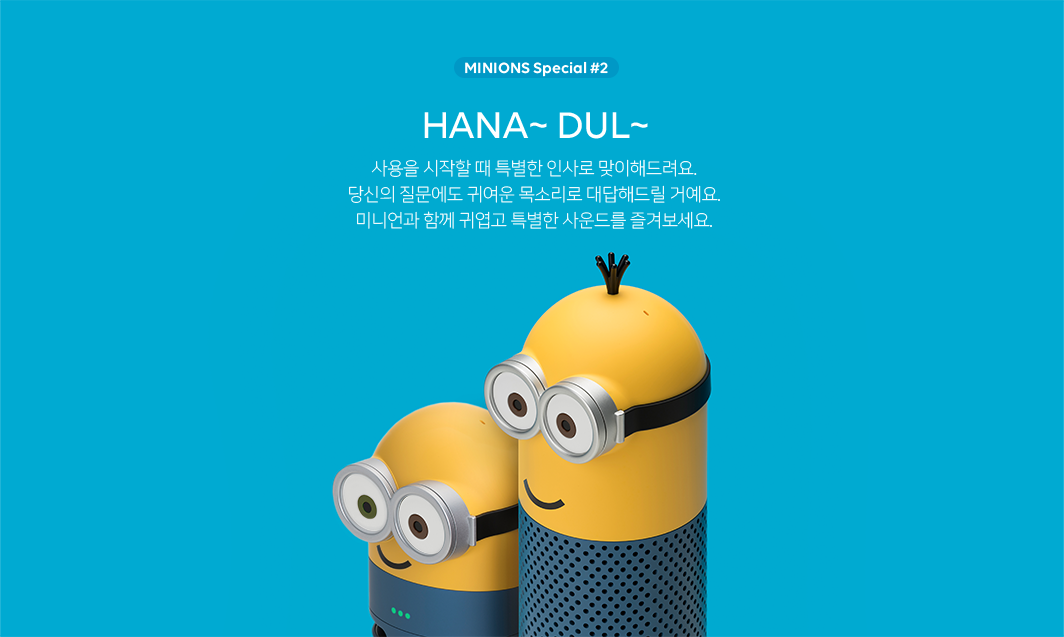 MINIONS Special #2
HANA~ DUL~
사용을 시작할 때 특별한 인사로 맞이해드려요.
당신의 질문에도 귀여운 목소리로 대답해드릴 거예요.
미니언과 함께 귀엽고 특별한 사운드를 즐겨보세요.